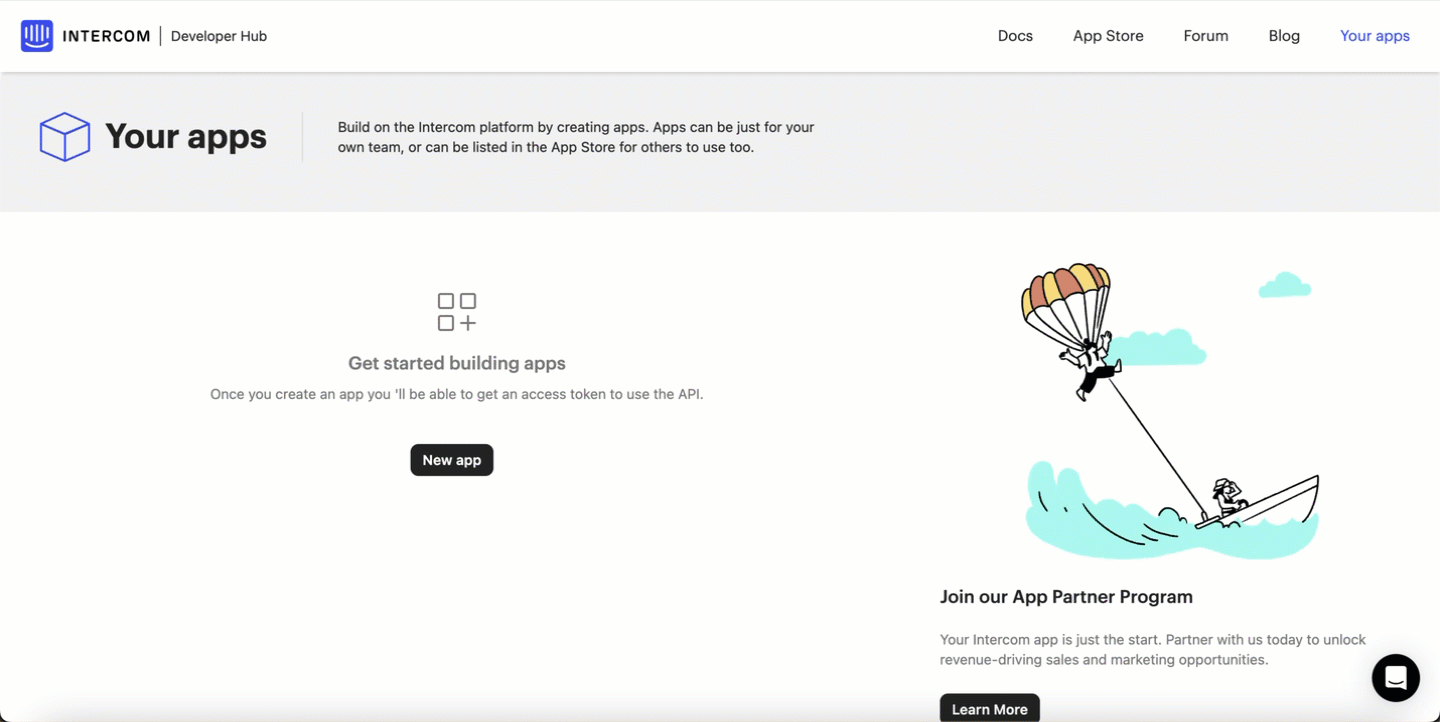 INTERCOM
Developer Hub
Docs
App Store
Forum
Blog
Your apps
Your apps
Build on the Intercom platform by creating apps. Apps can be just for your
own team, or can be listed in the App Store for others to use too.
Get started building apps
Once you create an app you 'll be able to get an access token to use the API.
New app
Join our App Partner Program
Your Intercom app is just the start. Partner with us today to unlock
revenue-driving sales and marketing opportunities.
Learn More